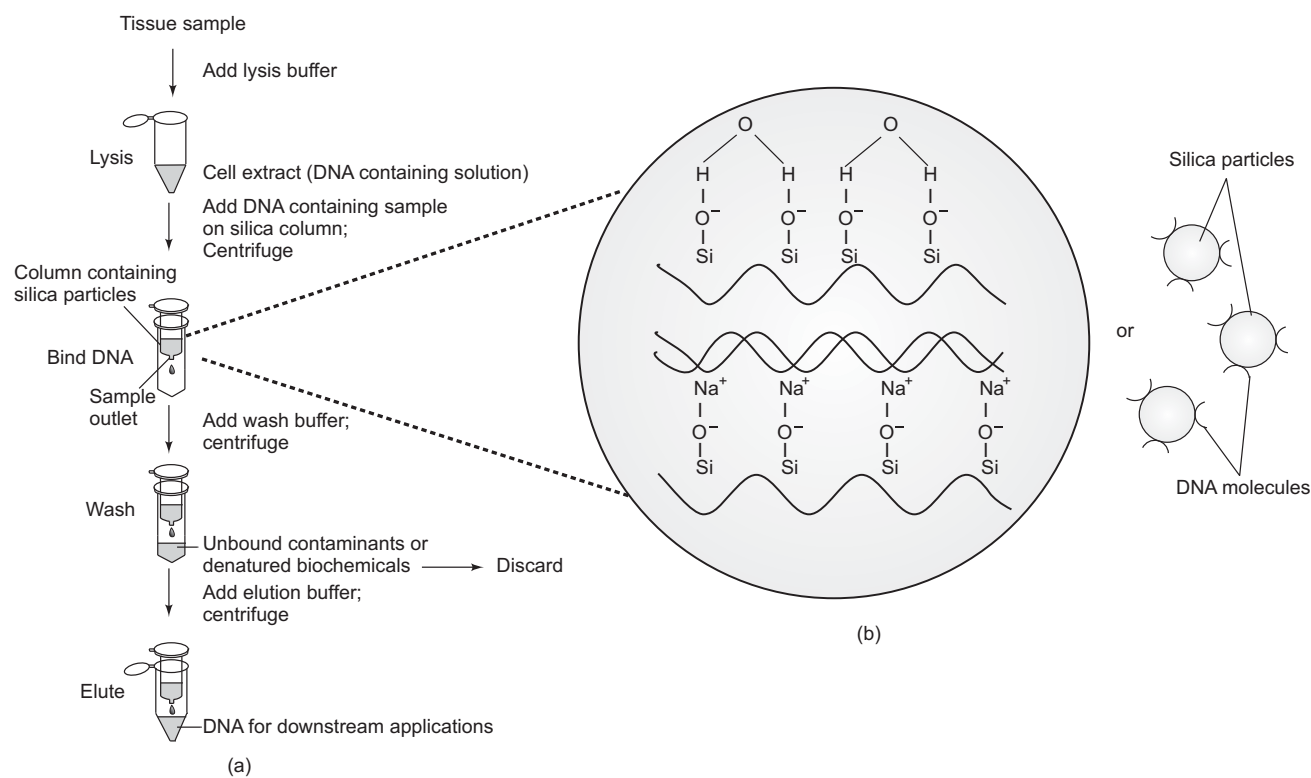 Tissue sample
Add lysis buffer
Lysis
Cell extract (DNA containing solution)
Add DNA containing sample
on silica column;
Centrifuge
Column containing
silica particles
Bind DNA
Sample
outlet
Add wash buffer;
centrifuge
Wash
Unbound contaminants or
denatured biochemicals
Discard
Add elution buffer;
centrifuge
Elute
DNA for downstream applications
(a)
O O
H H H H
O– O– O– O–
Si Si Si Si
Na+ Na+ Na+ Na+
O– O– O– O–
Si Si Si Si
(b)
or
Silica particles
DNA molecules